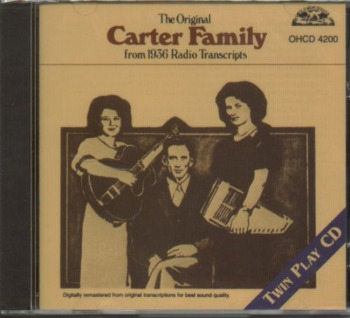 The Original
Carter Family
from 1936 Radio Transcripts
OHCD 4200
TWIN PLAY CD
Digitally remastered from original transcriptions for best sound quality.